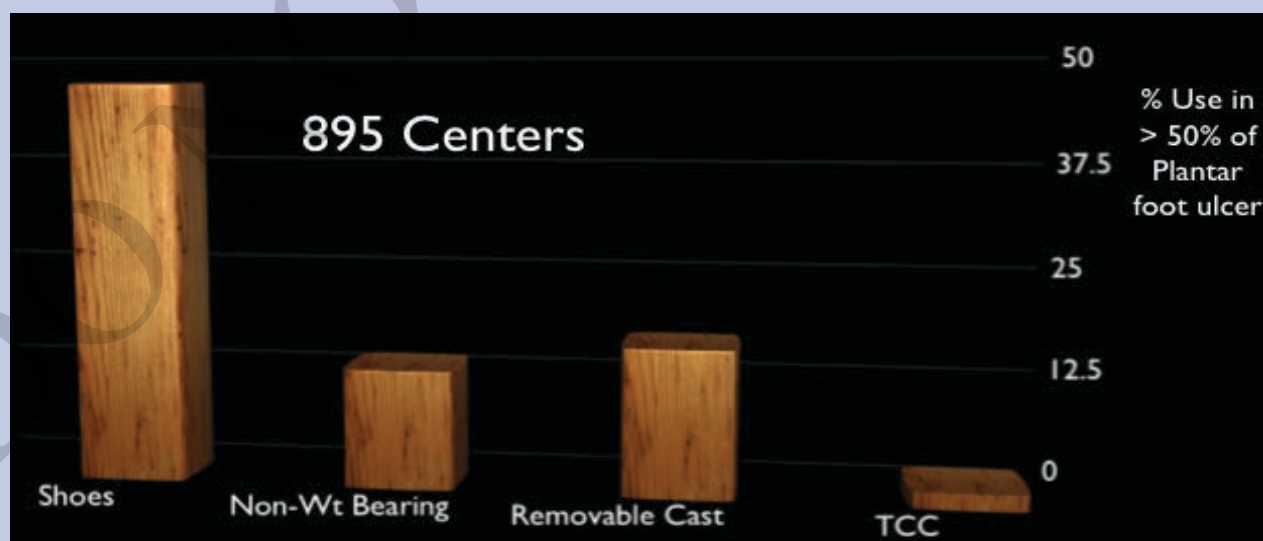 895 Centers
50
37.5
25
12.5
0
% Use in
> 50% of
Plantar
foot ulcer
Shoes
Non-Wt Bearing
Removable Cast
TCC